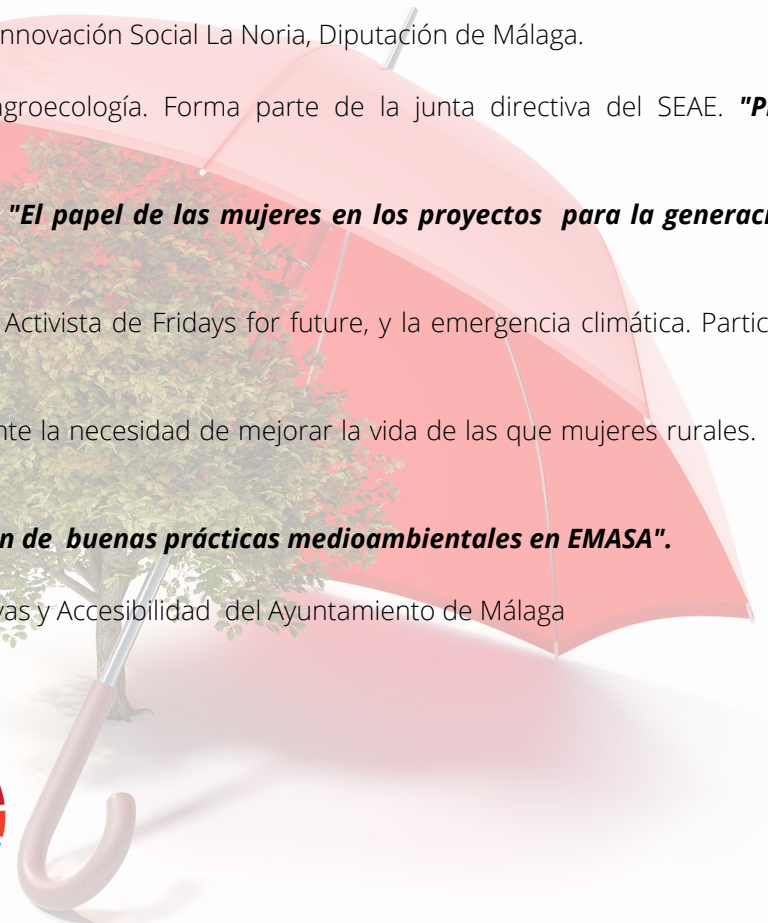 nnovación Social La Noria, Diputación de Málaga.
agroecología. Forma parte de la junta directiva del SEAE. "P
"El papel de las mujeres en los proyectos para la generaci
Activista de Fridays for future, y la emergencia climática. Partic
nte la necesidad de mejorar la vida de las que mujeres rurales.
n de buenas prácticas medioambientales en EMASA".
vas y Accesibilidad del Ayuntamiento de Málaga